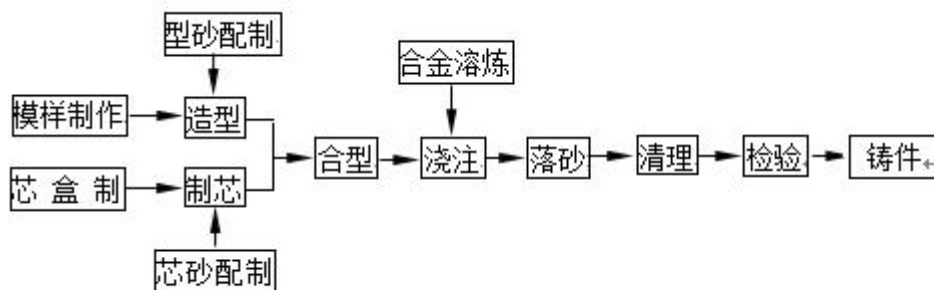 型砂配制
合金溶炼
模样制作
造型
合型
浇注
落砂
清理
检验
铸件
芯盒制
制芯
芯砂配制